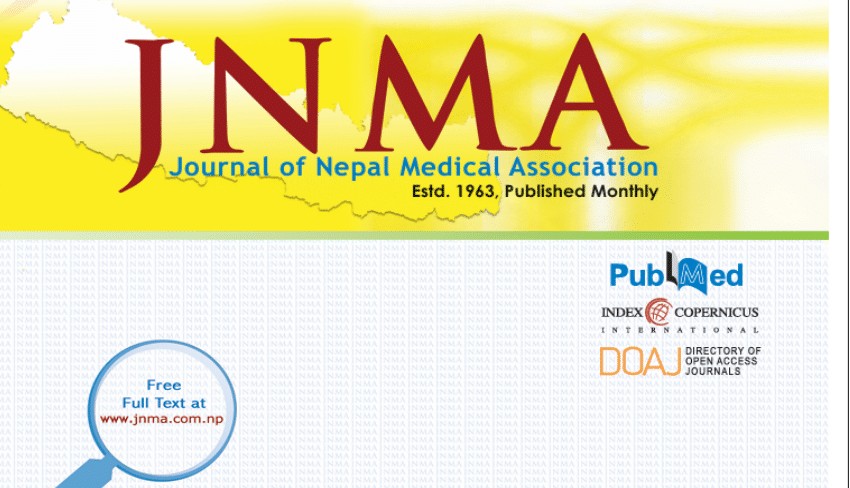 JNMA
Journal of Nepal Medical Association
Estd. 1963, Published Monthly
PubMed
INDEX COPERNICUS
INTERNATIONAL
DOAJ DIRECTORY OF
OPEN ACCESS
JOURNALS
Free
Full Text at
www.jnma.com.np